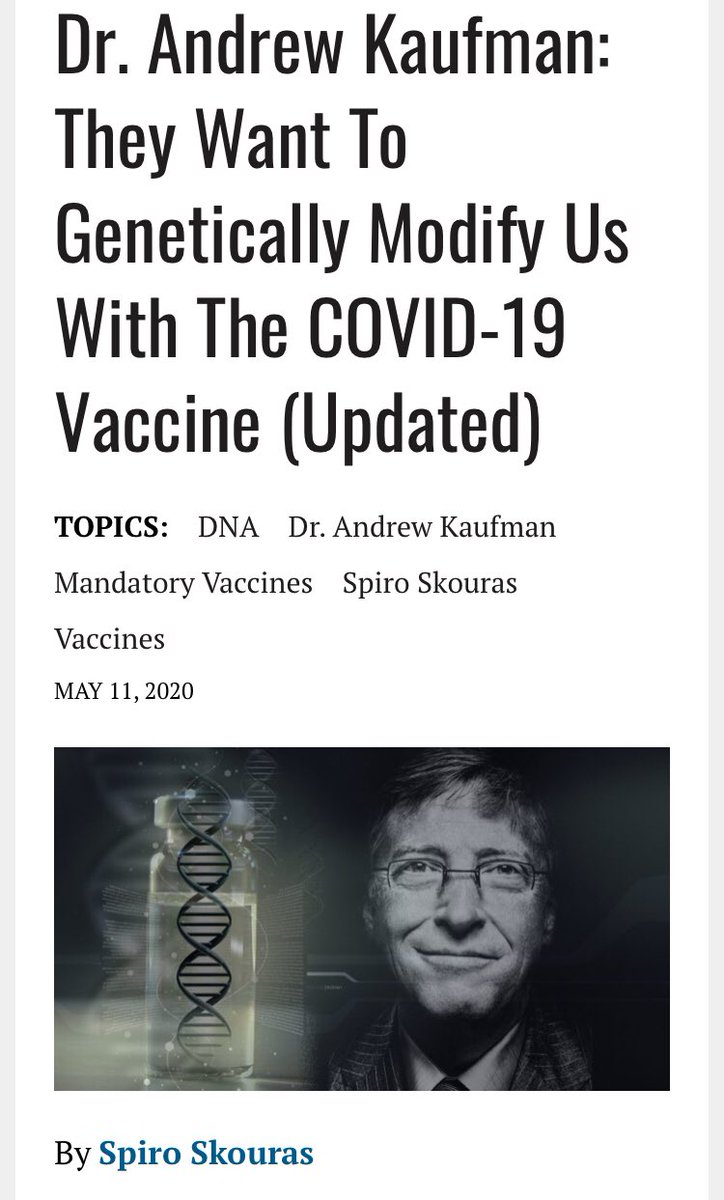 Dr. Andrew Kaufman:
They Want To
Genetically Modify Us
With The COVID-19
Vaccine (Updated)
TOPICS: DNA Dr. Andrew Kaufman
Mandatory Vaccines Spiro Skouras
Vaccines
MAY 11, 2020
By Spiro Skouras